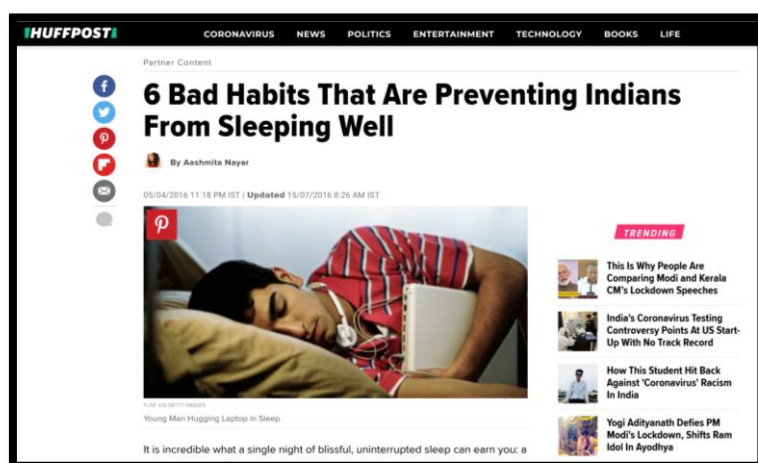 HUFFPOST
CORONAVIRUS NEWS POLITICS ENTERTAINMENT TECHNOLOGY BOOKS LIFE
Partner Content
6 Bad Habits That Are Preventing Indians
From Sleeping Well
By Aashmita Nayar
05/04/2016 11:18 PM IST | Updated 15/07/2016 8:26 AM IST
FUSE VIA GETTY IMAGES
Young Man Hugging Laptop in Sleep
It is incredible what a single night of blissful, uninterrupted sleep can earn you: a
TRENDING
This Is Why People Are
Comparing Modi and Kerala
CM's Lockdown Speeches
India's Coronavirus Testing
Controversy Points At US Start-
Up With No Track Record
How This Student Hit Back
Against 'Coronavirus' Racism
In India
Yogi Adityanath Defies PM
Modi's Lockdown, Shifts Ram
Idol In Ayodhya